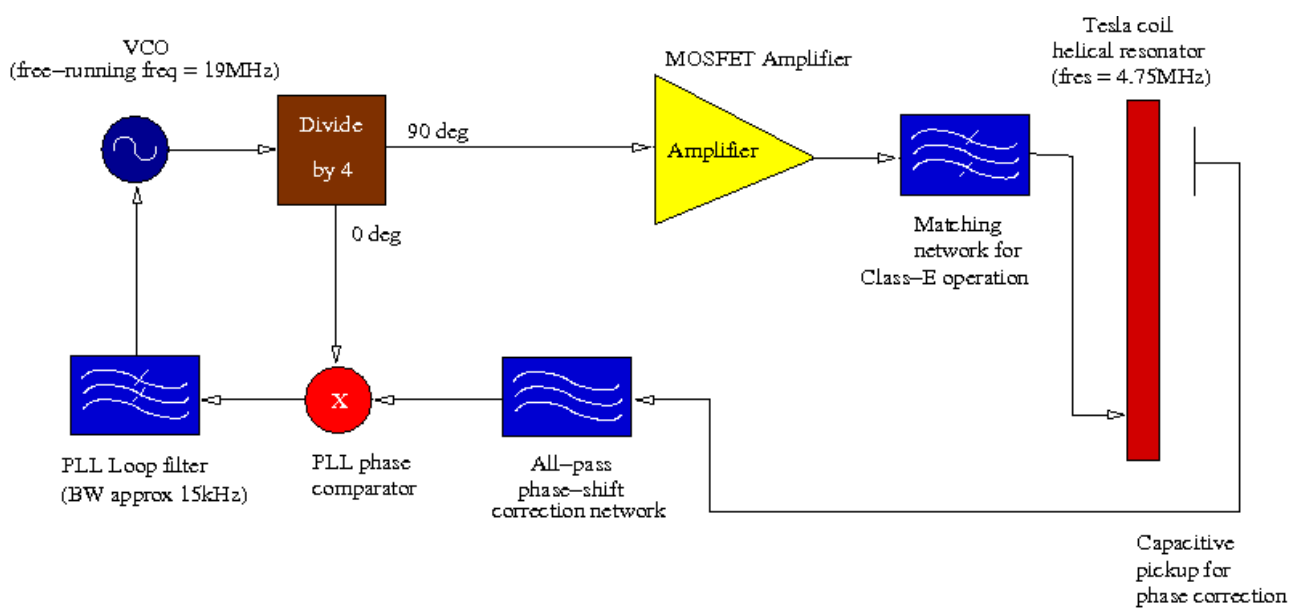 VCO
(free-running freq = 19MHz)
Divide
by 4
90 deg
0 deg
MOSFET Amplifier
Amplifier
Matching
network for
Class-E operation
Tesla coil
helical resonator
(fres = 4.75MHz)
PLL Loop filter
(BW approx 15kHz)
X
PLL phase
comparator
All-pass
phase-shift
correction network
Capacitive
pickup for
phase correction